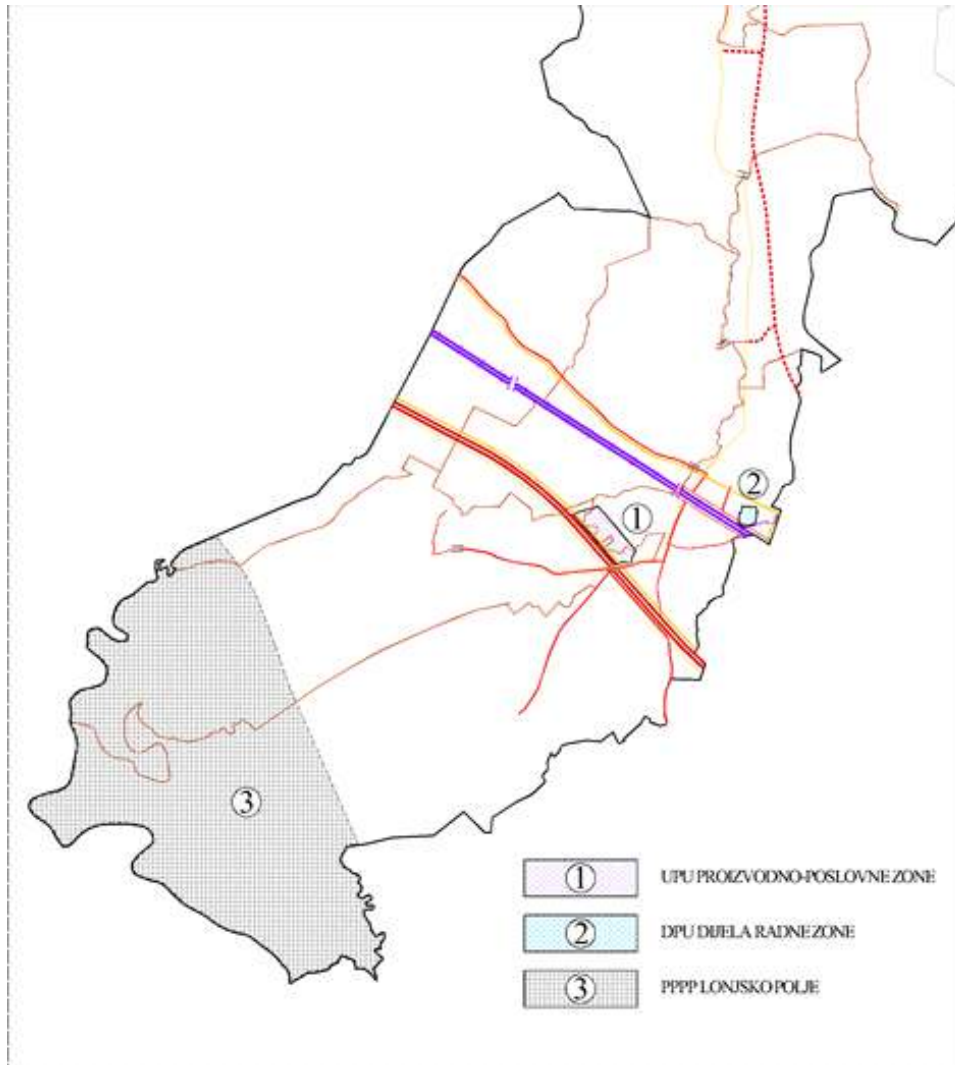 2
1
3
1 UPU PROIZVODNO-POSLOVNE ZONE
2 DPU DIJELA RADNE ZONE
3 PPPP LONJSKO POLJE